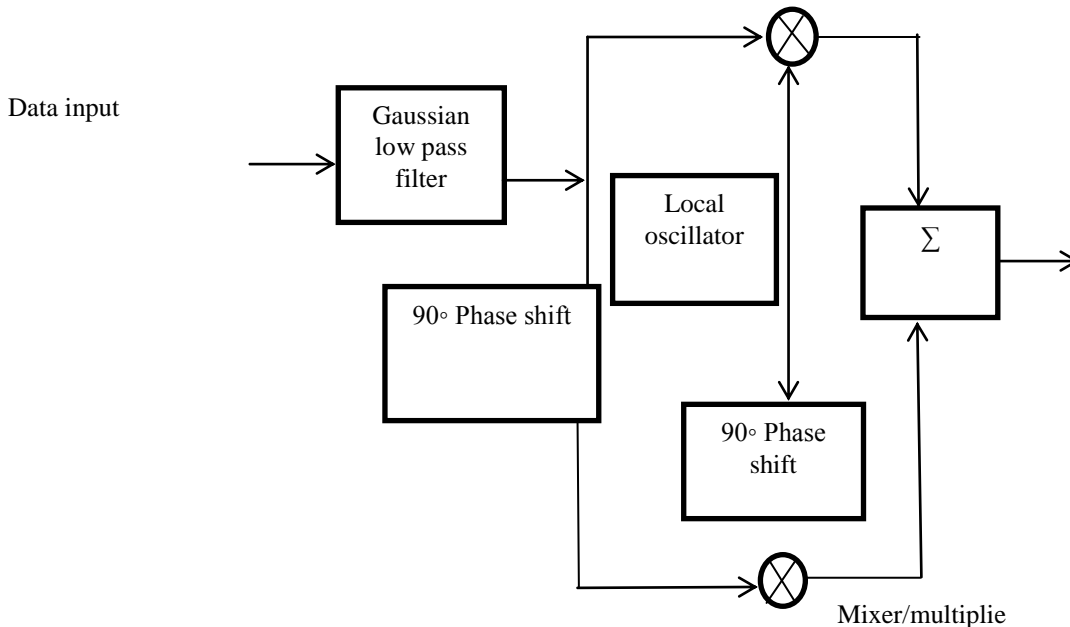 Data input
Gaussian
low pass
filter
Local
oscillator
∑
90◦ Phase shift
90◦ Phase
shift
Mixer/multiplie